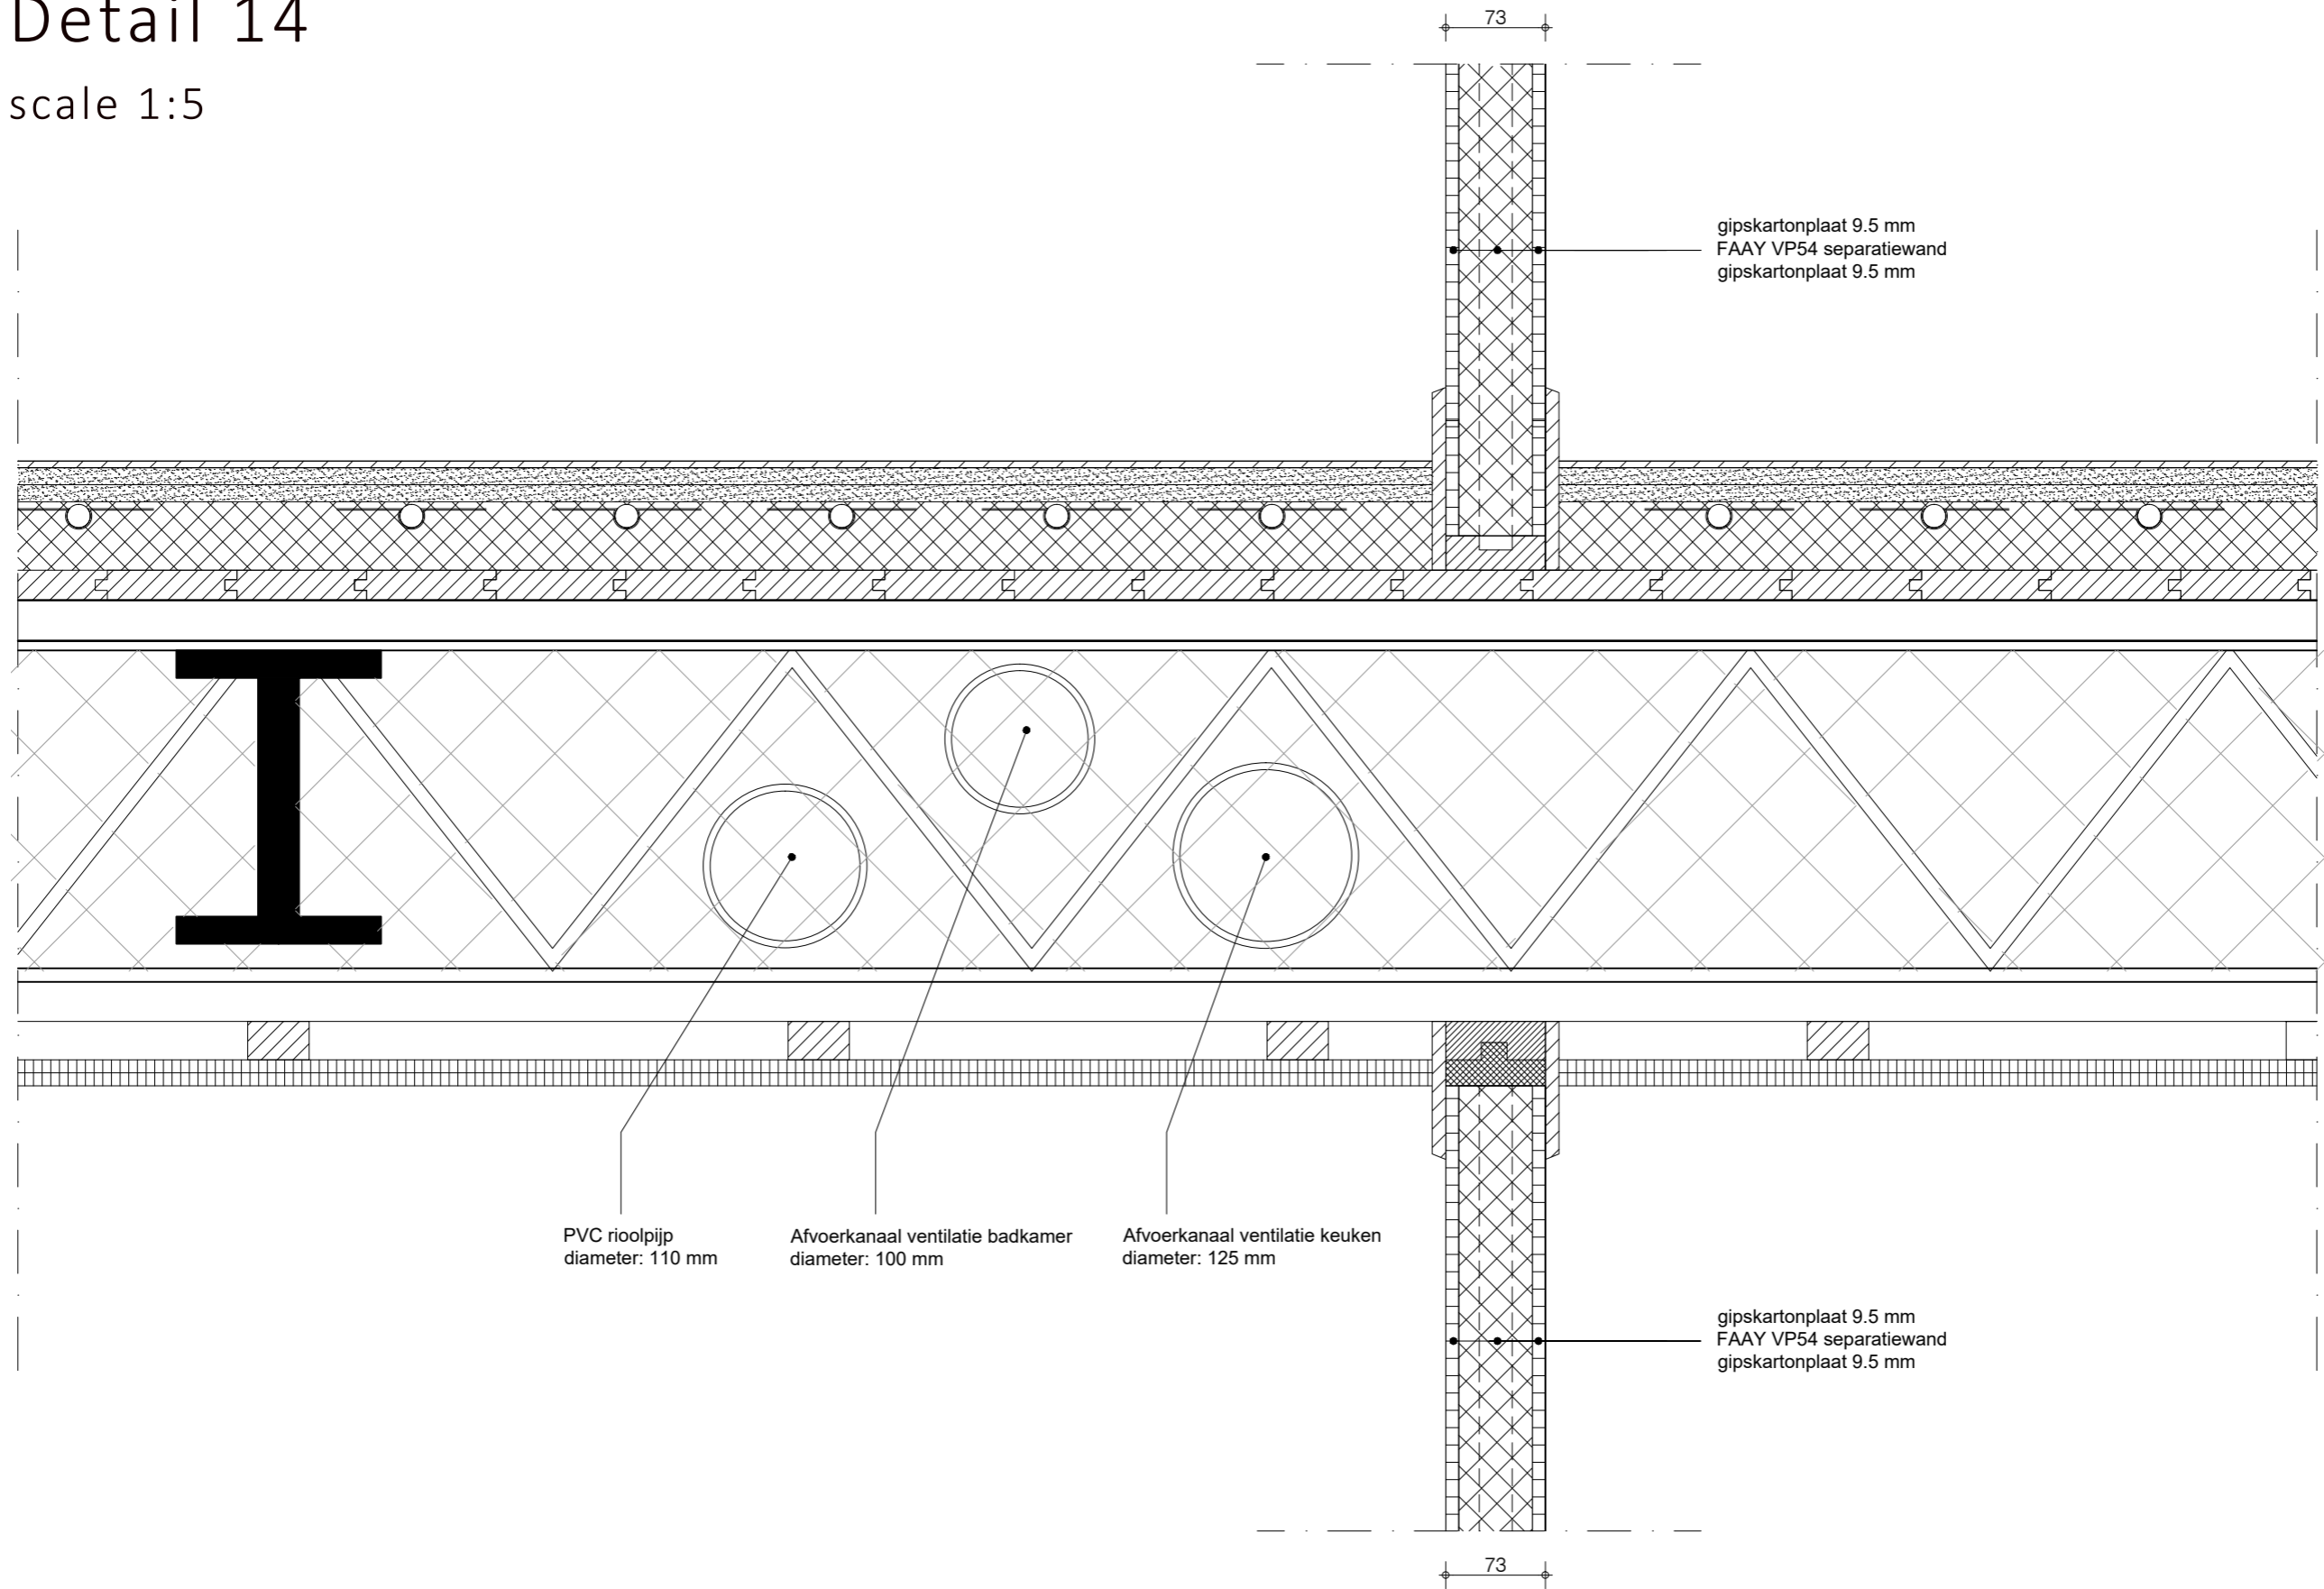 Detail 14
scale 1:5
73
gipskartonplaat 9.5 mm
FAAY VP54 separatiewand
gipskartonplaat 9.5 mm
PVC rioolpijp
diameter: 110 mm
Afvoerkanaal ventilatie badkamer
diameter: 100 mm
Afvoerkanaal ventilatie keuken
diameter: 125 mm
gipskartonplaat 9.5 mm
FAAY VP54 separatiewand
gipskartonplaat 9.5 mm
73